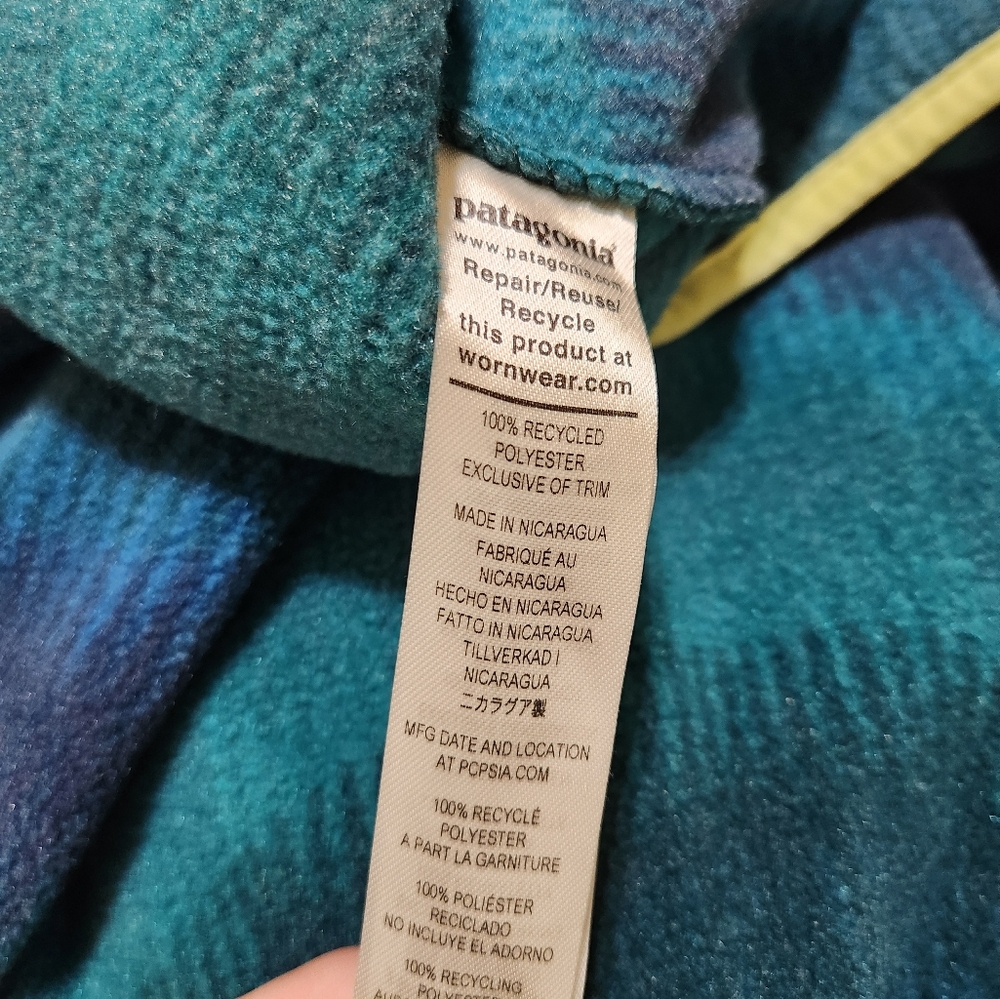 patagonia
www.patagonia.com
Repair/Reuse/
Recycle
this product at
wornwear.com
100% RECYCLED
POLYESTER
EXCLUSIVE OF TRIM
MADE IN NICARAGUA
FABRIQUÉ AU
NICARAGUA
HECHO EN NICARAGUA
FATTO IN NICARAGUA
TILLVERKAD I
NICARAGUA
ニカラグア製
MFG DATE AND LOCATION
AT PCPSIA.COM
100% RECYCLÉ
POLYESTER
A PART LA GARNITURE
100% POLIÉSTER
RECICLADO
NO INCLUYE EL ADORNO
100% RECYCLING